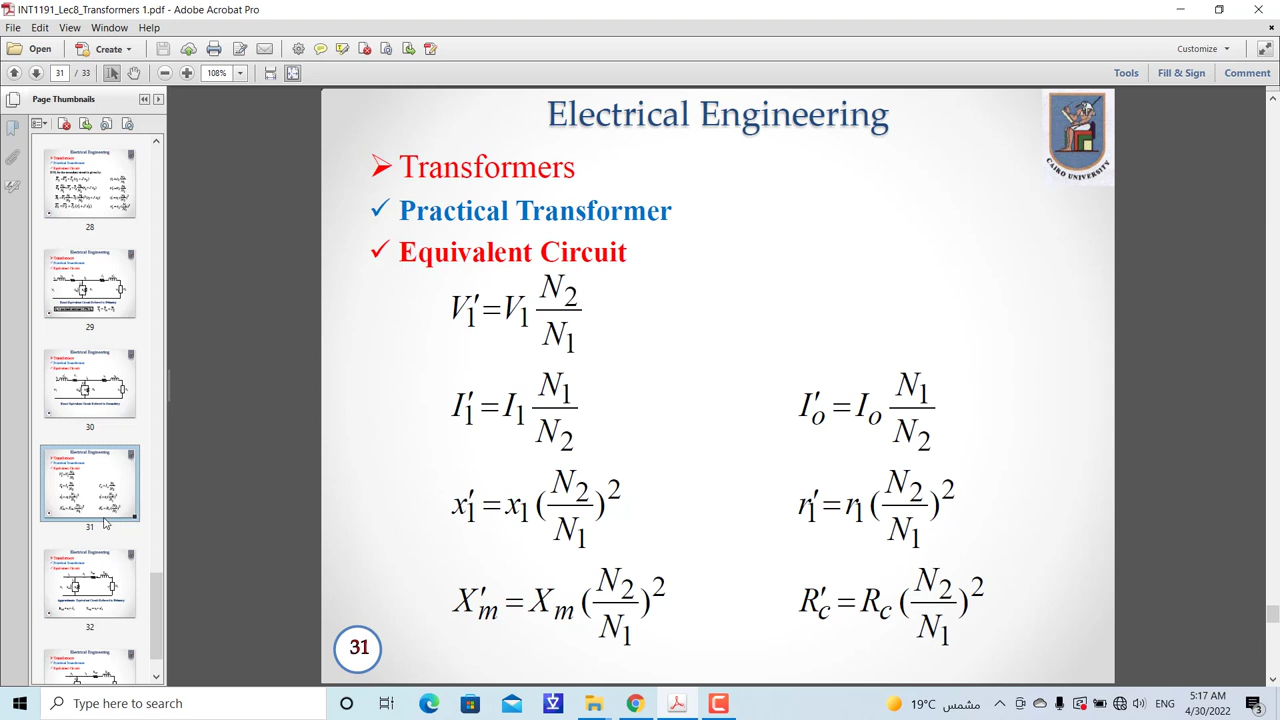 INT1191_Lec8_Transformers 1.pdf - Adobe Acrobat Pro
File Edit View Window Help
Open Create Customize
31 / 33 108% Tools Fill & Sign Comment
Page Thumbnails
28
29
30
31
32
Electrical Engineering
CAIRO UNIVERSITY
Transformers
Practical Transformer
Equivalent Circuit
V₁′ = V₁ N₂/N₁
I₁′ = I₁ N₁/N₂
I′ₒ = Iₒ N₁/N₂
x₁′ = x₁ (N₂/N₁)²
r₁′ = r₁ (N₂/N₁)²
X′ₘ = Xₘ (N₂/N₁)²
R′c = Rc (N₂/N₁)²
31
Type here to search
19°C مشمس
ENG
5:17 AM
4/30/2022
3